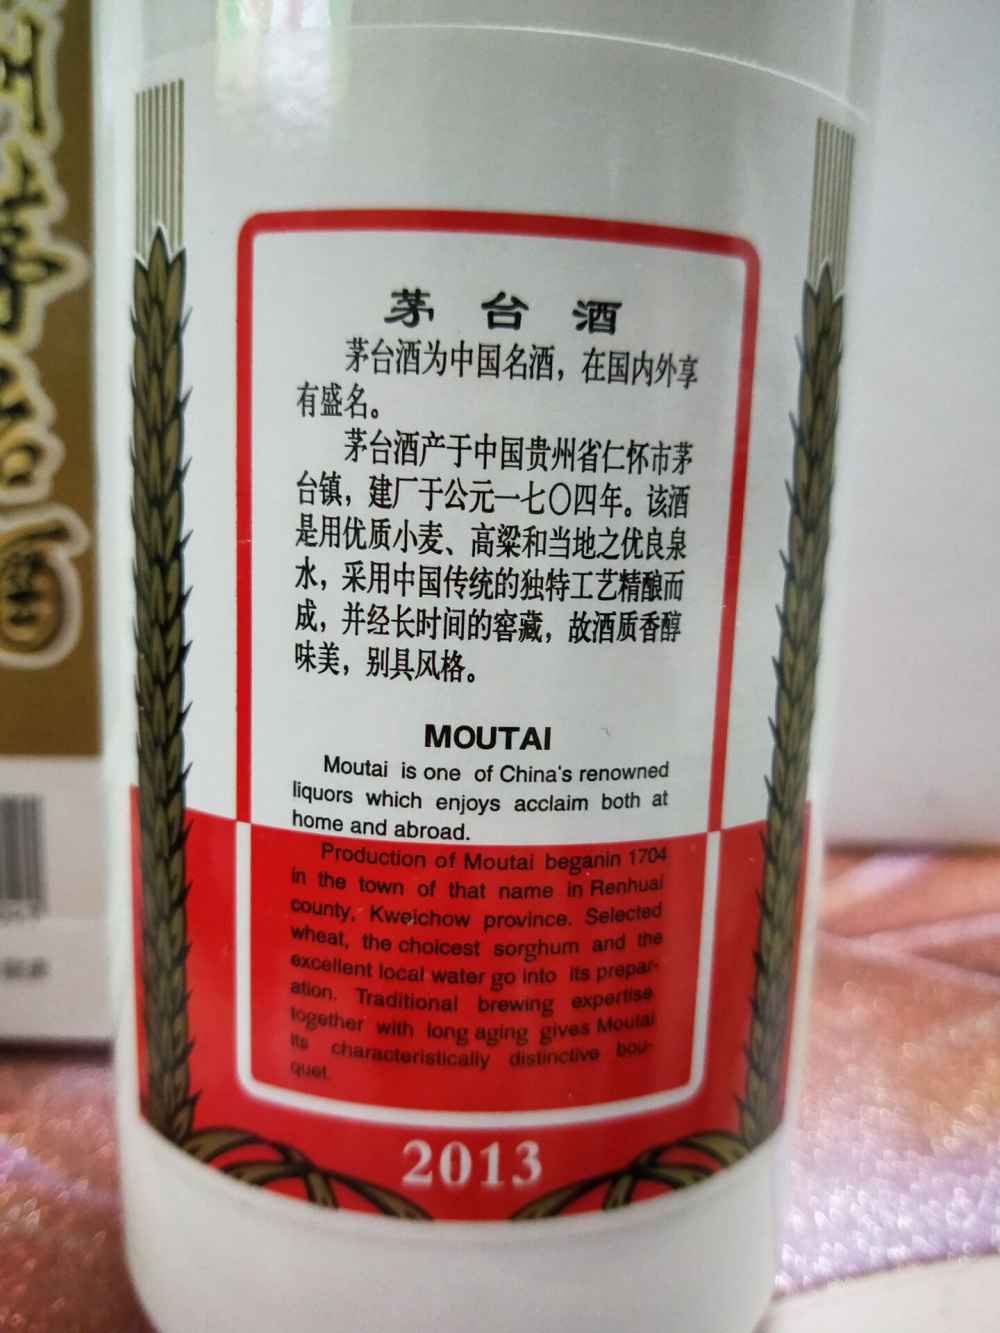 茅台酒
茅台酒为中国名酒，在国内外享
有盛名。
茅台酒产于中国贵州省仁怀市茅
台镇，建厂于公元一七〇四年。该酒
是用优质小麦、高粱和当地之优良泉
水，采用中国传统的独特工艺精酿而
成，并经长时间的窖藏，故酒质香醇
味美，别具风格。
MOUTAI
Moutai is one of China's renowned
liquors which enjoys acclaim both at
home and abroad.
Production of Moutai beganin 1704
in the town of that name in Renhuai
county, Kweichow province. Selected
wheat, the choicest sorghum and the
excellent local water go into its prepar-
ation. Traditional brewing expertise
together with long aging gives Moutai
its characteristically distinctive bou-
quet.
2013